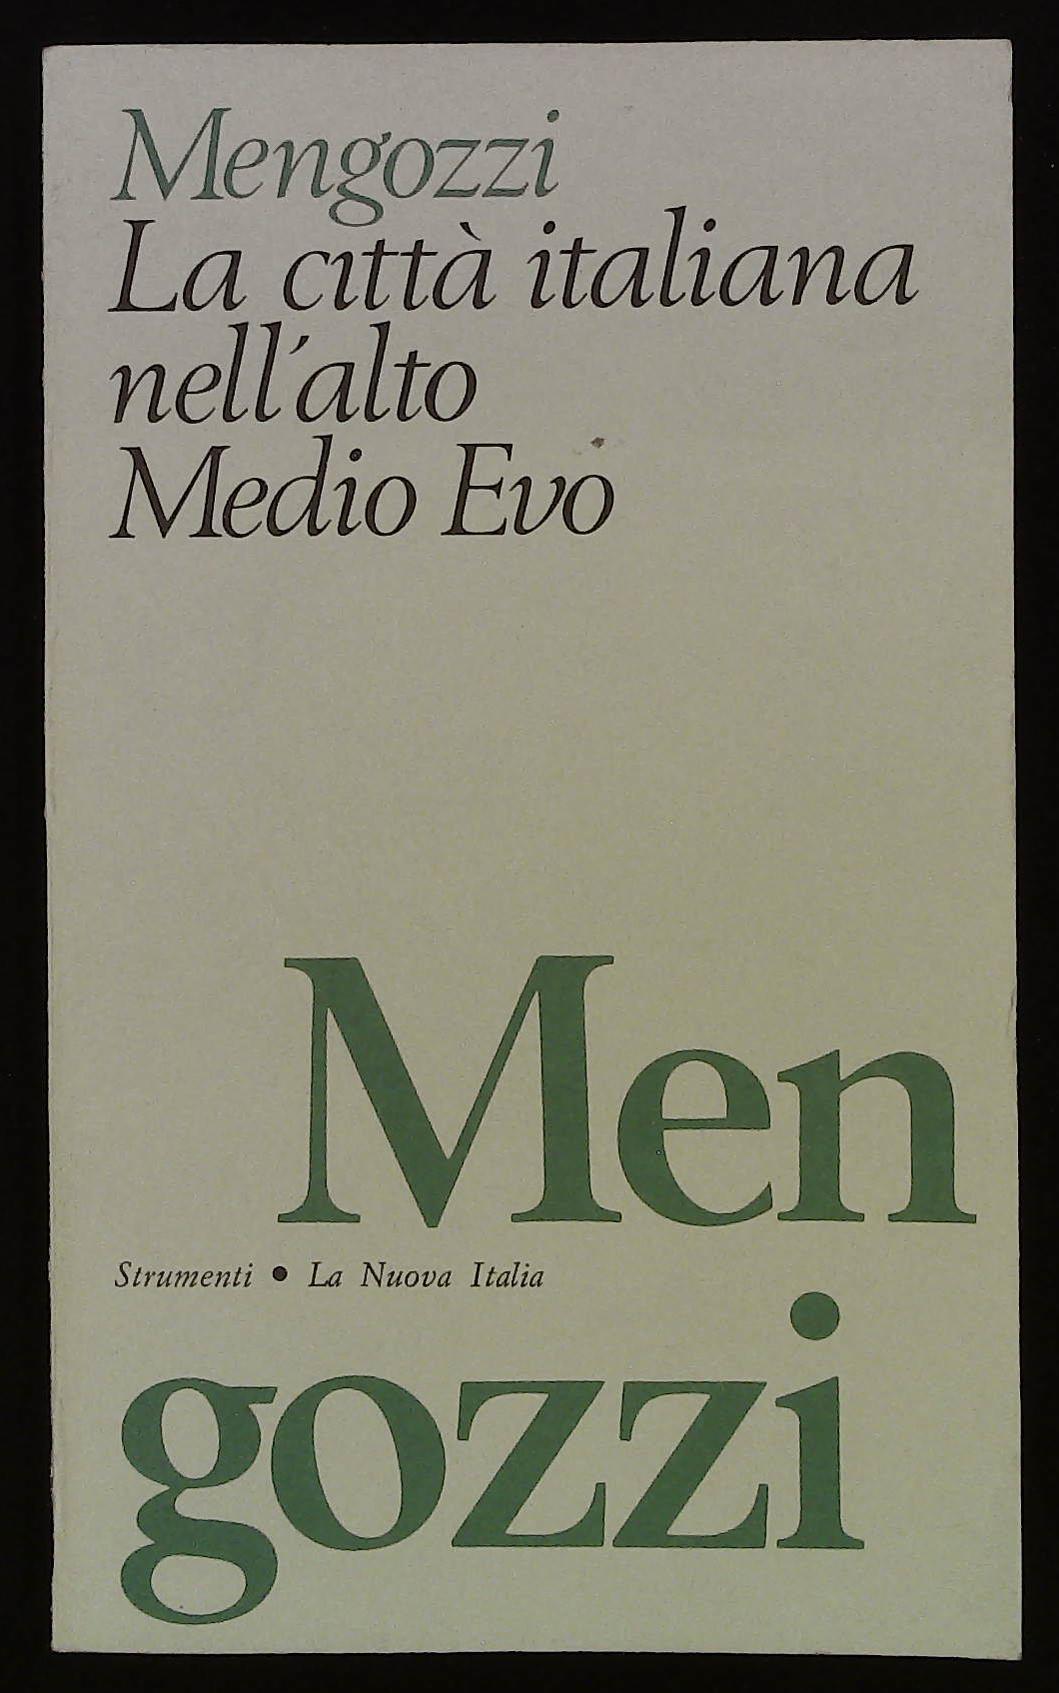 Mengozzi
La città italiana
nell'alto
Medio Evo
Men
Strumenti • La Nuova Italia
gozzi